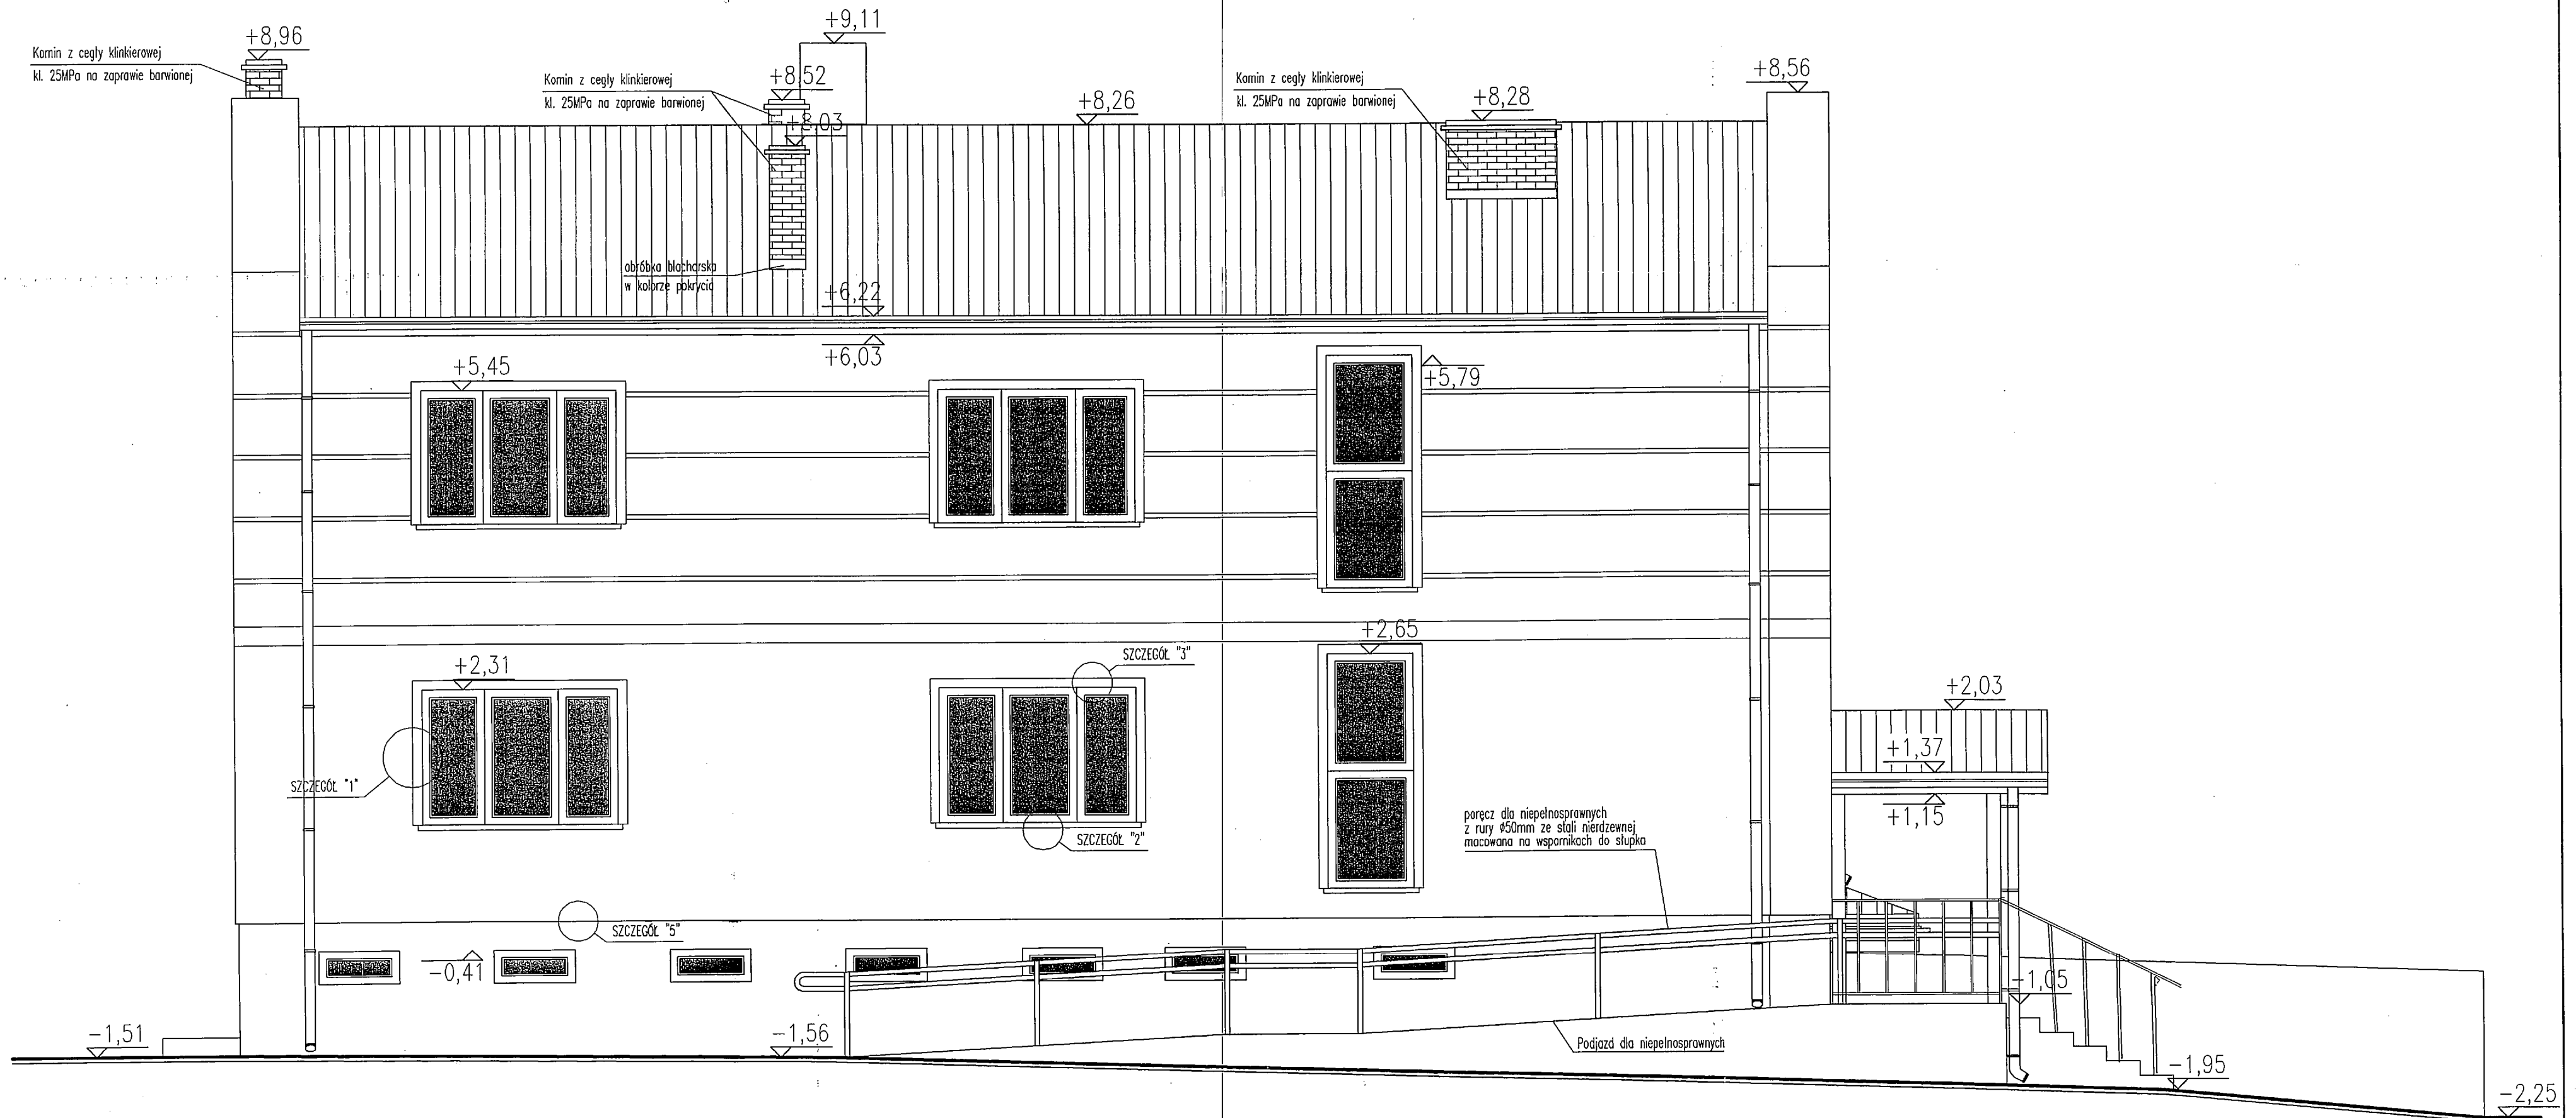 +9,11
+8,96
Komin z cegły klinkierowej
kl. 25MPa na zaprawie barwionej
Komin z cegły klinkierowej
kl. 25MPa na zaprawie barwionej
+8,52
+8,03
+8,26
Komin z cegły klinkierowej
kl. 25MPa na zaprawie barwionej
+8,28
+8,56
obróbka blacharska
w kolorze pokrycia
+6,22
+6,03
+5,45
+5,79
+2,31
SZCZEGÓŁ "3"
+2,65
+2,03
+1,37
+1,15
SZCZEGÓŁ "1"
SZCZEGÓŁ "2"
poręcz dla niepełnosprawnych
z rury ø50mm ze stali nierdzewnej
mocowana na wspornikach do słupka
SZCZEGÓŁ "5"
-0,41
-1,05
-1,51
-1,56
Podjazd dla niepełnosprawnych
-1,95
-2,25